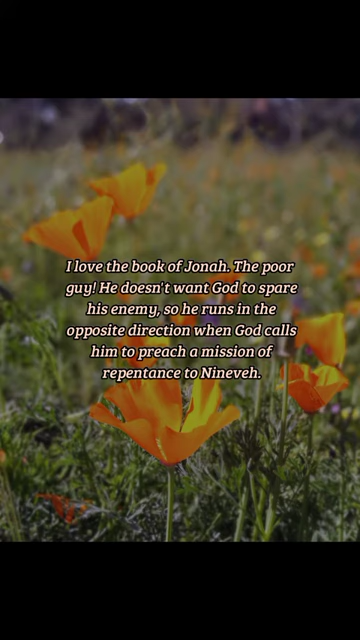 I love the book of Jonah. The poor
guy! He doesn't want God to spare
his enemy, so he runs in the
opposite direction when God calls
him to preach a mission of
repentance to Nineveh.